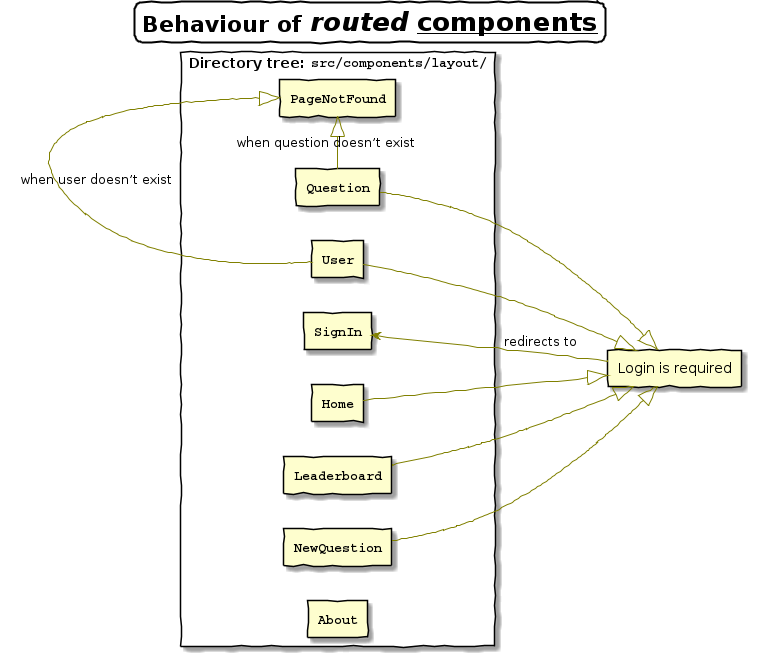 Behaviour of routed components
Directory tree: src/components/layout/
PageNotFound
when question doesn’t exist
when user doesn’t exist
Question
User
SignIn
redirects to
Login is required
Home
Leaderboard
NewQuestion
About